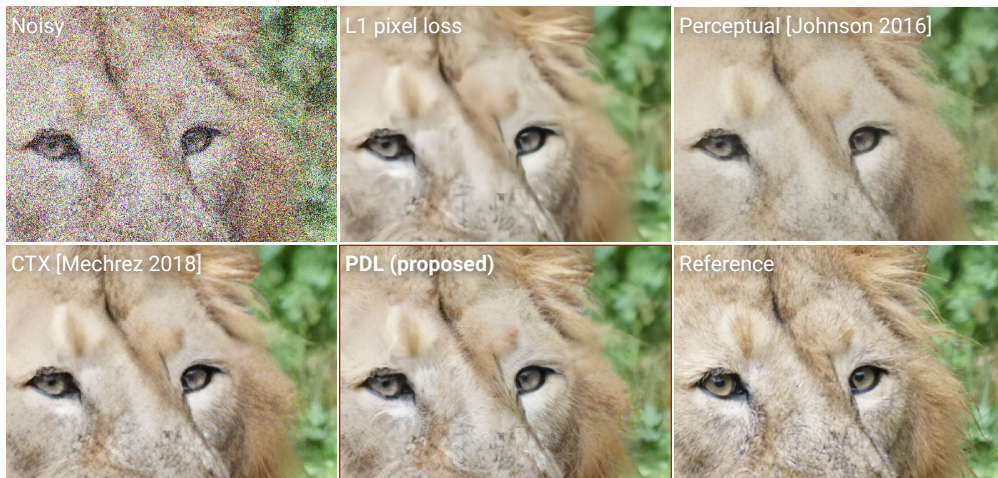 Noisy
L1 pixel loss
Perceptual [Johnson 2016]
CTX [Mechrez 2018]
PDL (proposed)
Reference